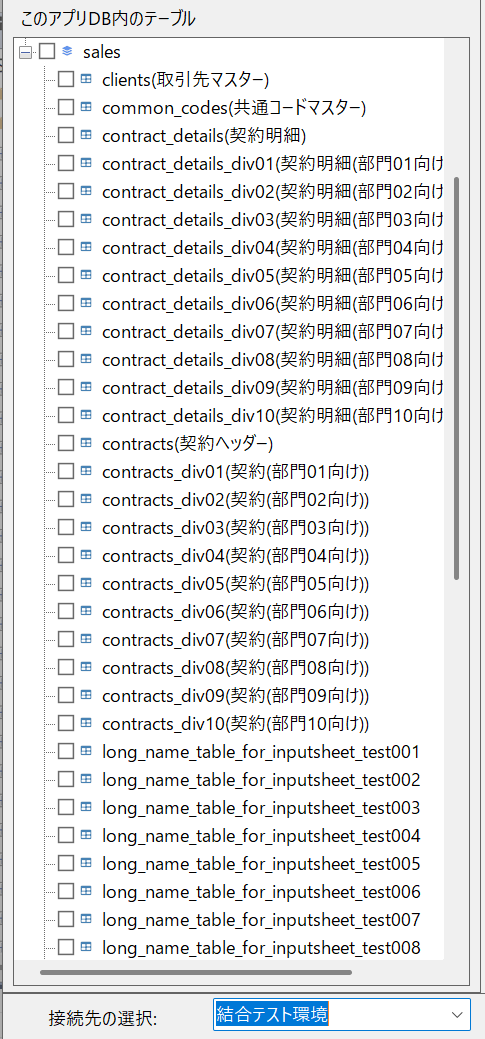 このアプリDB内のテーブル
sales
clients(取引先マスター)
common_codes(共通コードマスター)
contract_details(契約明細)
contract_details_div01(契約明細(部門01向け
contract_details_div02(契約明細(部門02向け
contract_details_div03(契約明細(部門03向け
contract_details_div04(契約明細(部門04向け
contract_details_div05(契約明細(部門05向け
contract_details_div06(契約明細(部門06向け
contract_details_div07(契約明細(部門07向け
contract_details_div08(契約明細(部門08向け
contract_details_div09(契約明細(部門09向け
contract_details_div10(契約明細(部門10向け
contracts(契約ヘッダー)
contracts_div01(契約(部門01向け))
contracts_div02(契約(部門02向け))
contracts_div03(契約(部門03向け))
contracts_div04(契約(部門04向け))
contracts_div05(契約(部門05向け))
contracts_div06(契約(部門06向け))
contracts_div07(契約(部門07向け))
contracts_div08(契約(部門08向け))
contracts_div09(契約(部門09向け))
contracts_div10(契約(部門10向け))
long_name_table_for_inputsheet_test001
long_name_table_for_inputsheet_test002
long_name_table_for_inputsheet_test003
long_name_table_for_inputsheet_test004
long_name_table_for_inputsheet_test005
long_name_table_for_inputsheet_test006
long_name_table_for_inputsheet_test007
long_name_table_for_inputsheet_test008
接続先の選択: 結合テスト環境